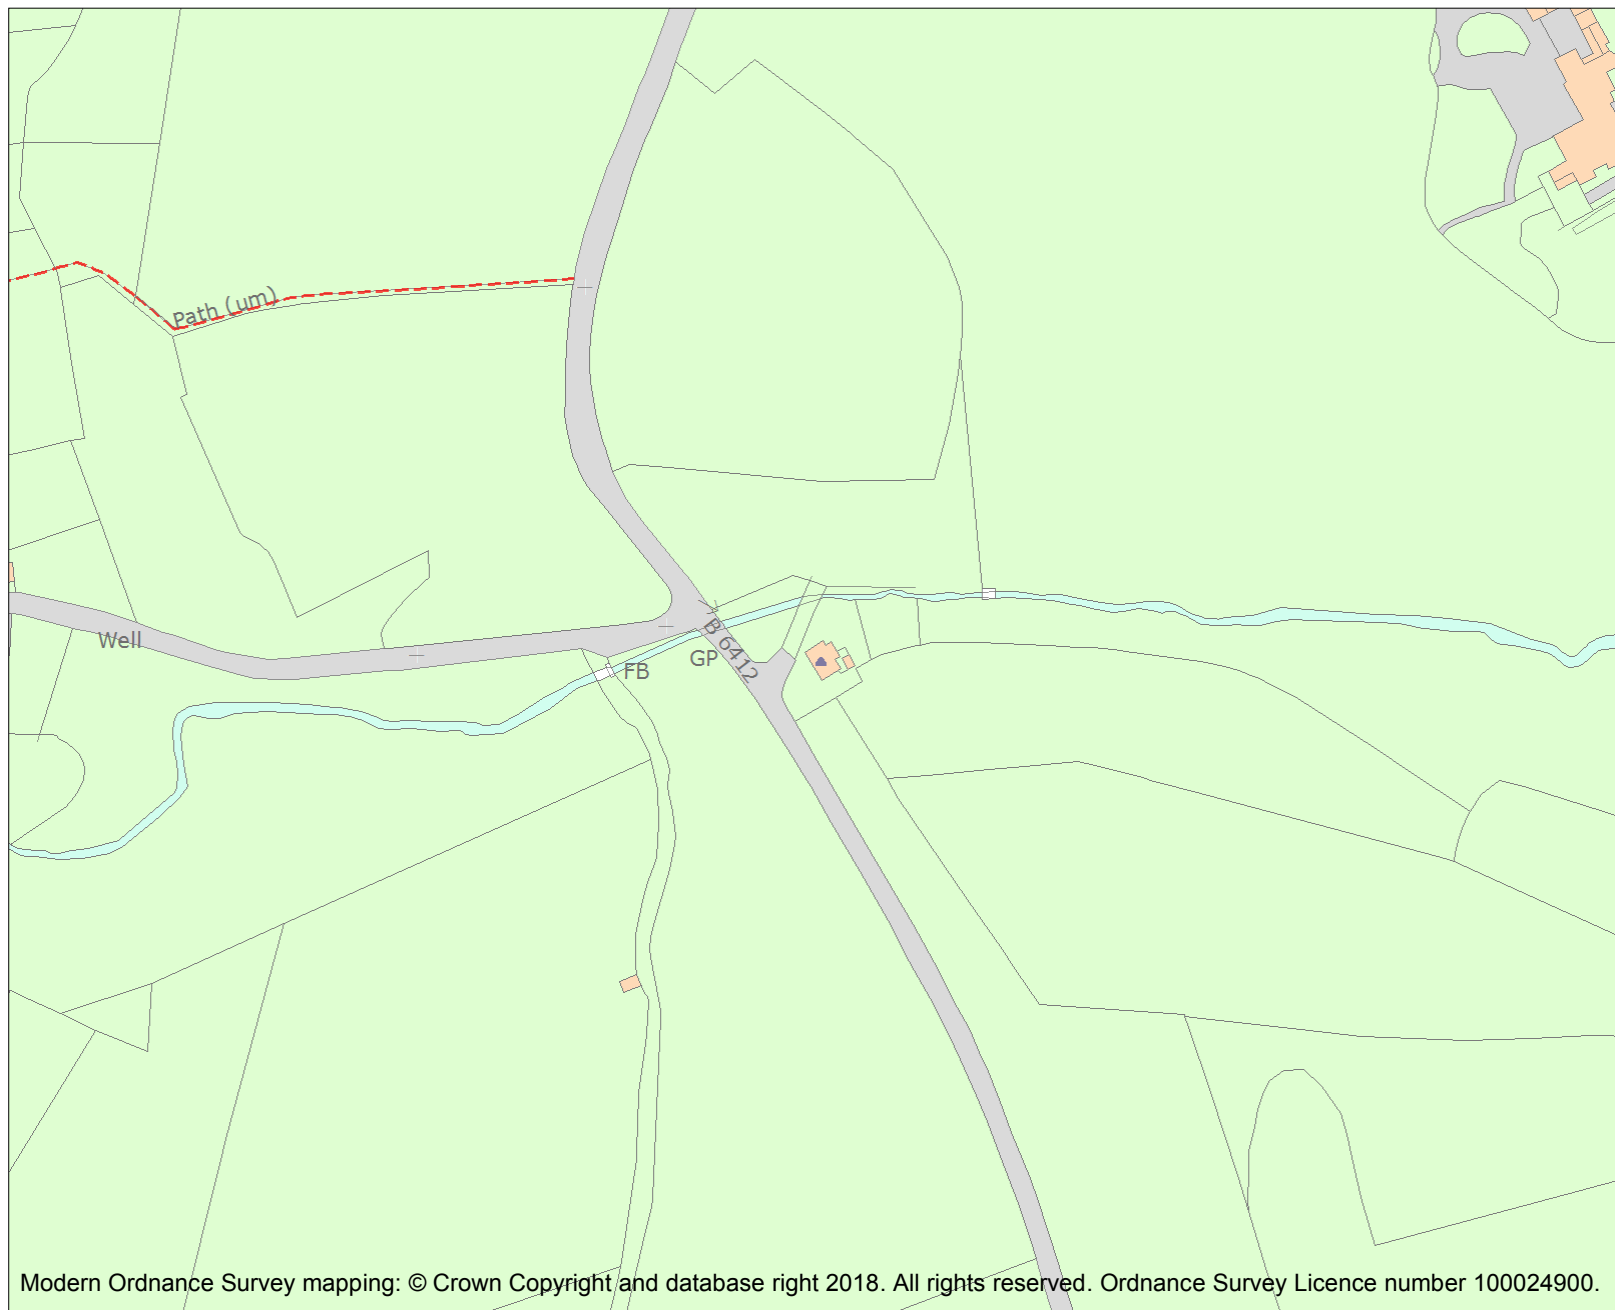 Path (um)
B 6412
Well
GP
FB
Modern Ordnance Survey mapping: © Crown Copyright and database right 2018. All rights reserved. Ordnance Survey Licence number 100024900.